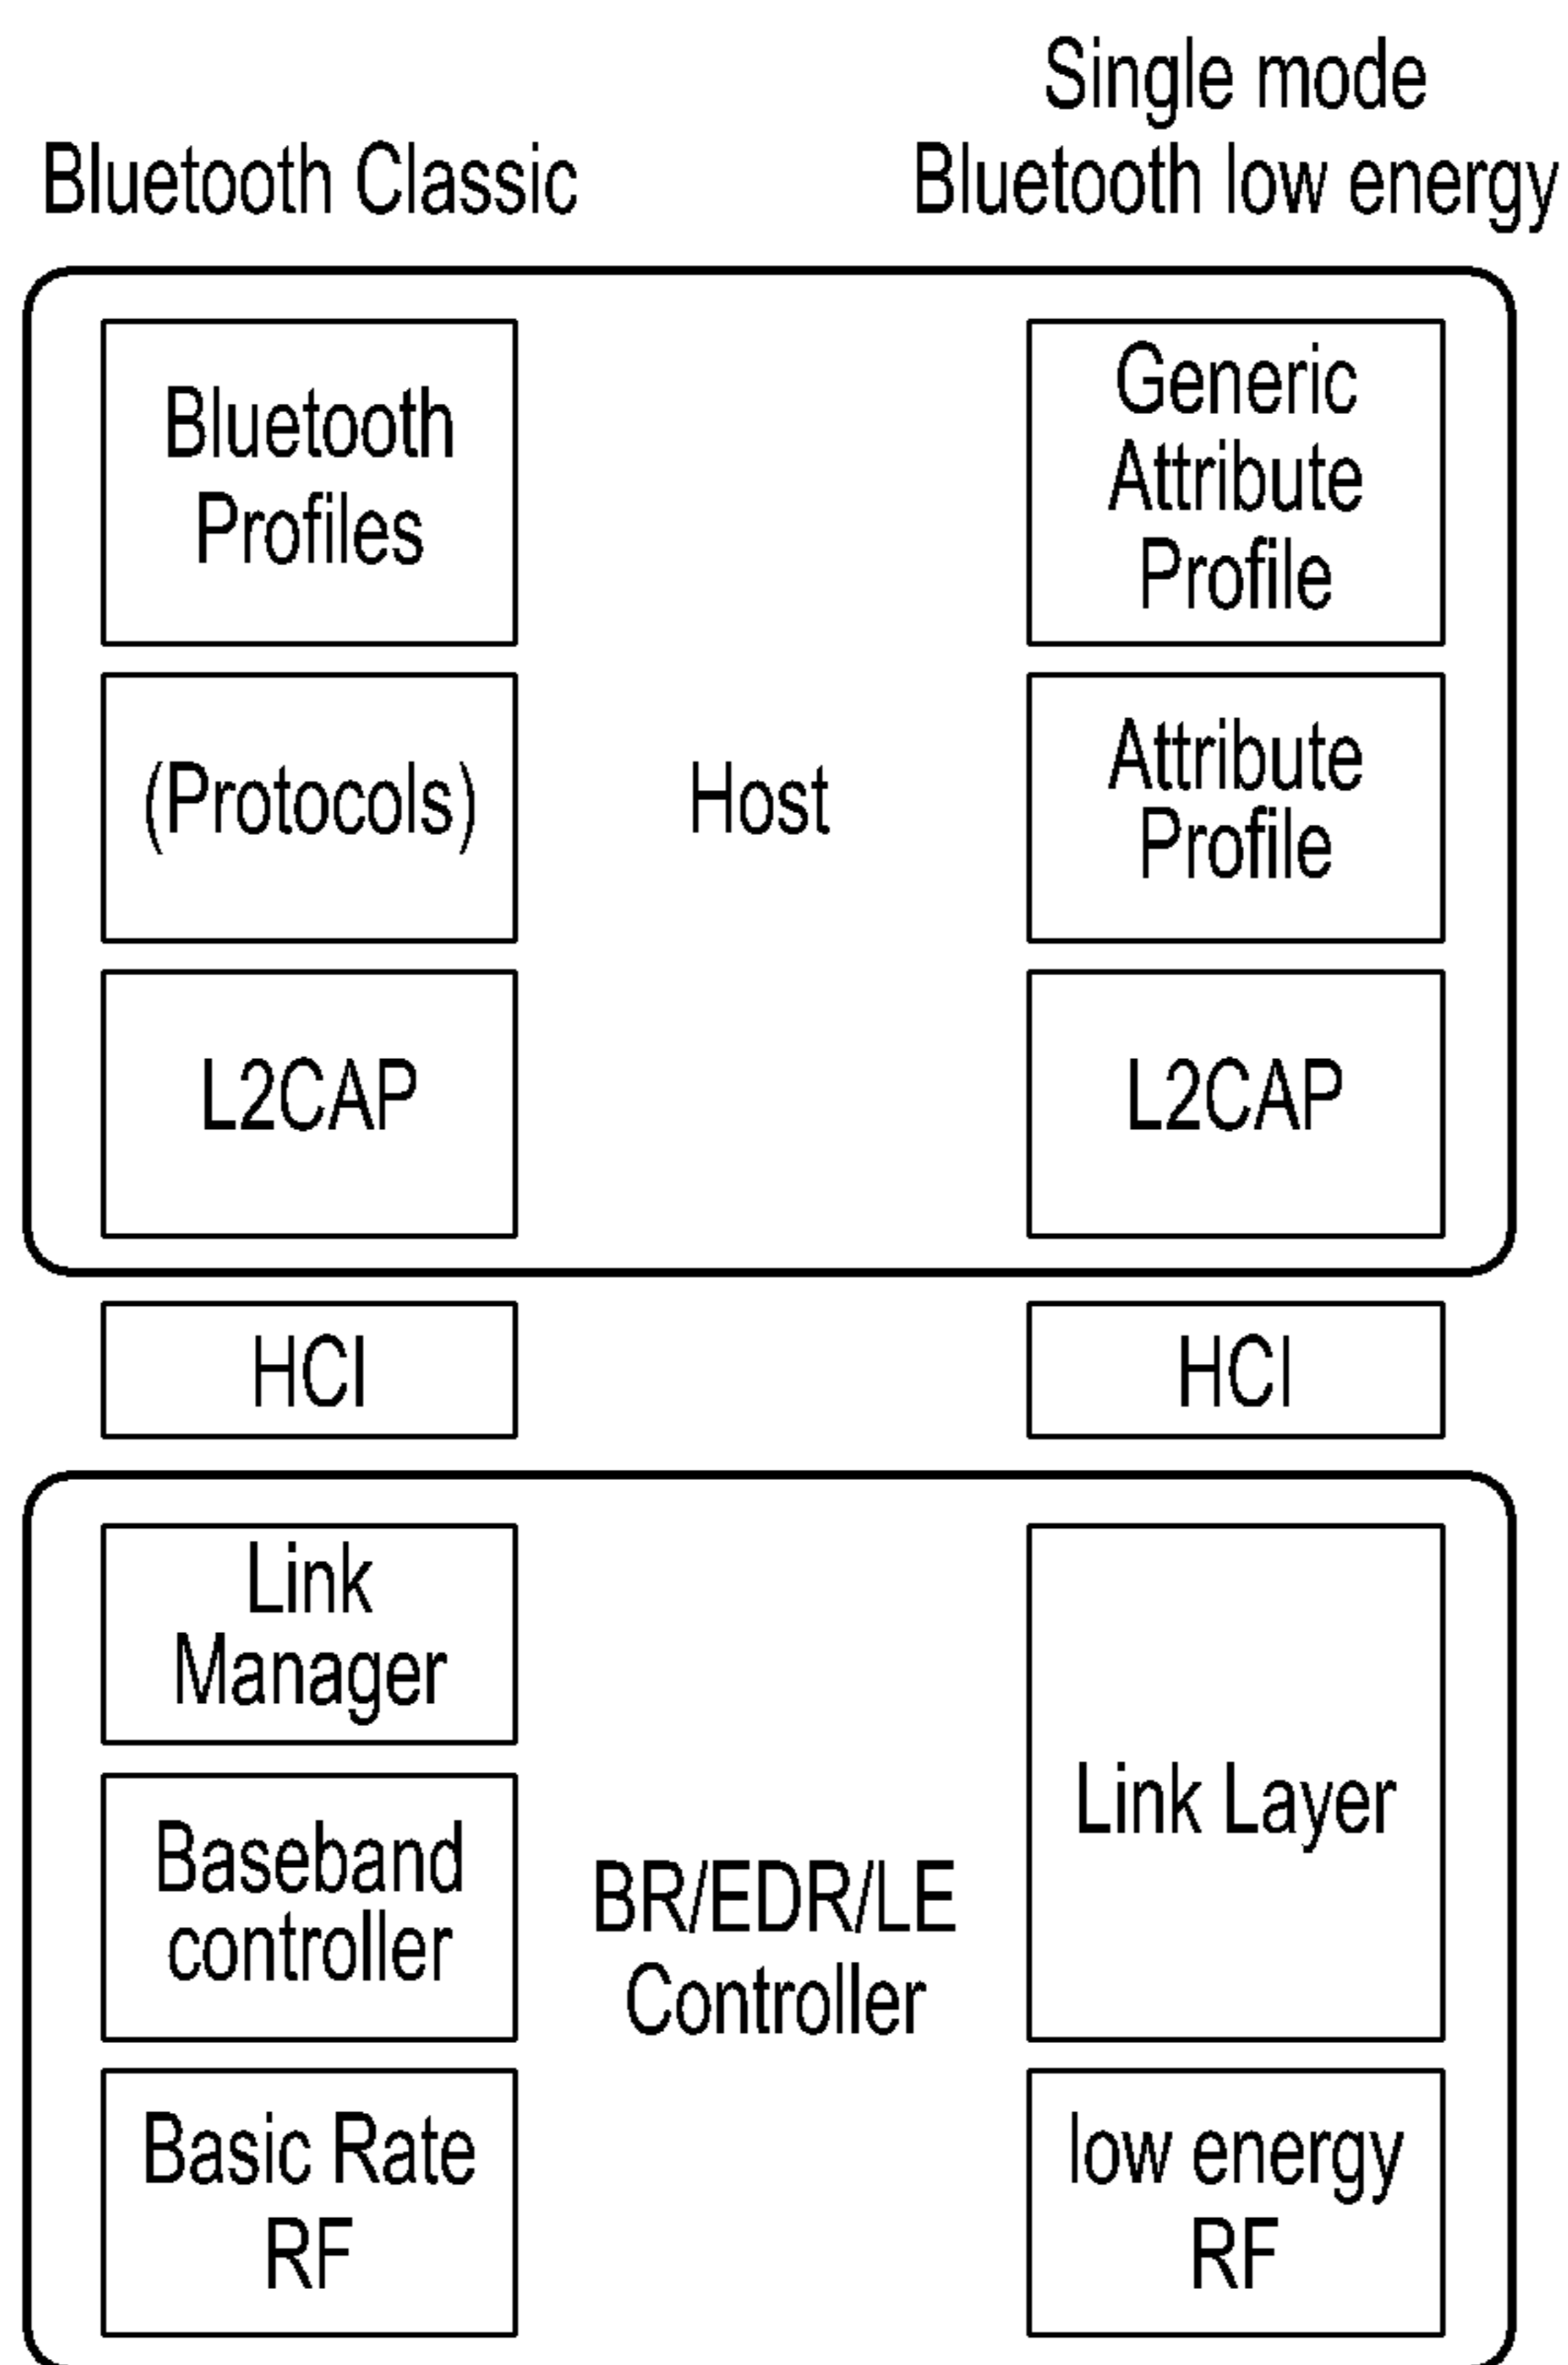 Bluetooth Classic
Single mode
Bluetooth low energy
Bluetooth
Profiles
Generic
Attribute
Profile
(Protocols)
Host
Attribute
Profile
L2CAP
L2CAP
HCI
HCI
Link
Manager
Baseband
controller
BR/EDR/LE
Controller
Link Layer
Basic Rate
RF
low energy
RF